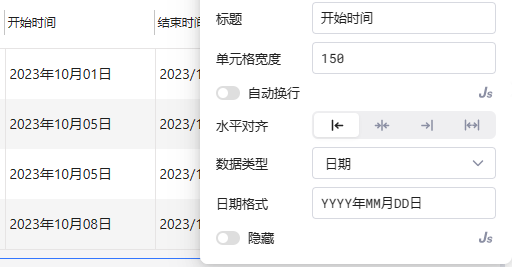 开始时间
结束时间
2023年10月01日
2023/1
2023年10月05日
2023/1
2023年10月05日
2023/1
2023年10月08日
2023/1
标题
开始时间
单元格宽度
150
自动换行
Js
水平对齐
数据类型
日期
日期格式
YYYY年MM月DD日
隐藏
Js